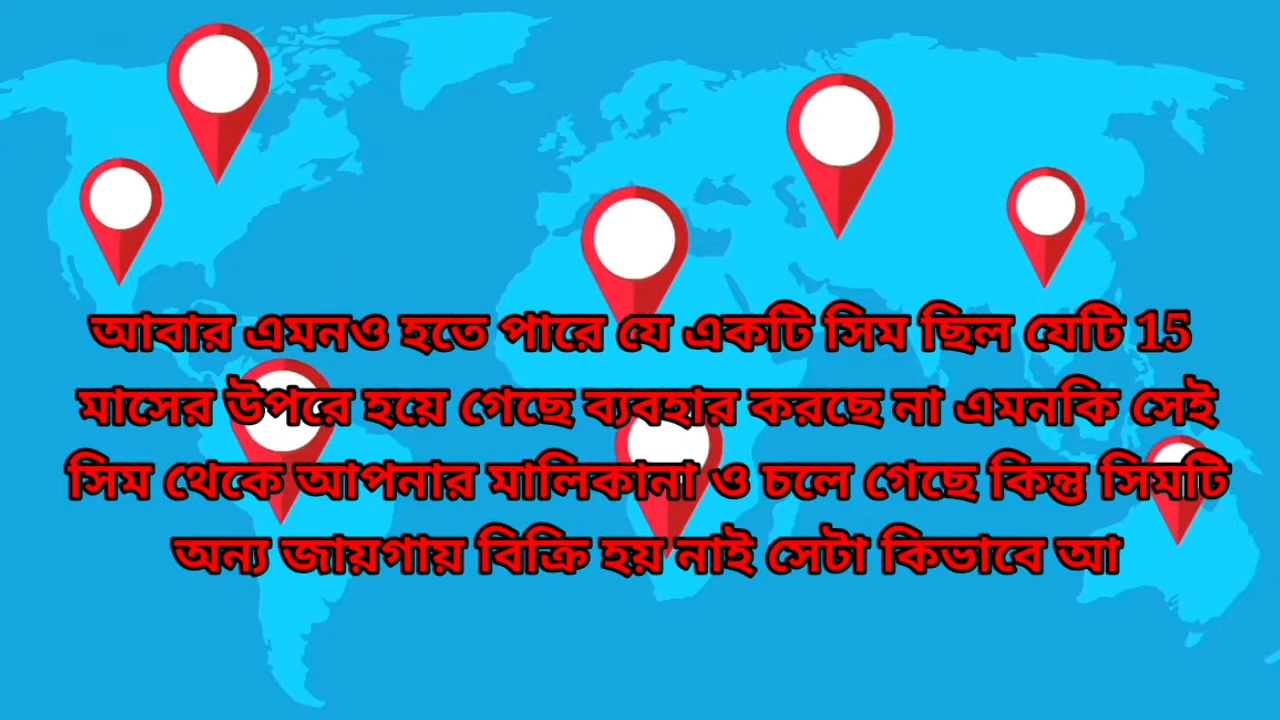 আবার এমনও হতে পারে যে একটি সিম ছিল যেটি 15
মাসের উপরে হয়ে গেছে ব্যবহার করছে না এমনকি সেই
সিম থেকে আপনার মালিকানা ও চলে গেছে কিন্তু সিমটি
অন্য জায়গায় বিক্রি হয় নাই সেটা কিভাবে আ